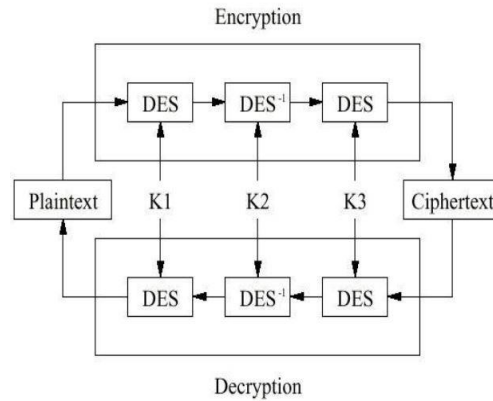 Encryption
DES DES⁻¹ DES
Plaintext K1 K2 K3 Ciphertext
DES DES⁻¹ DES
Decryption